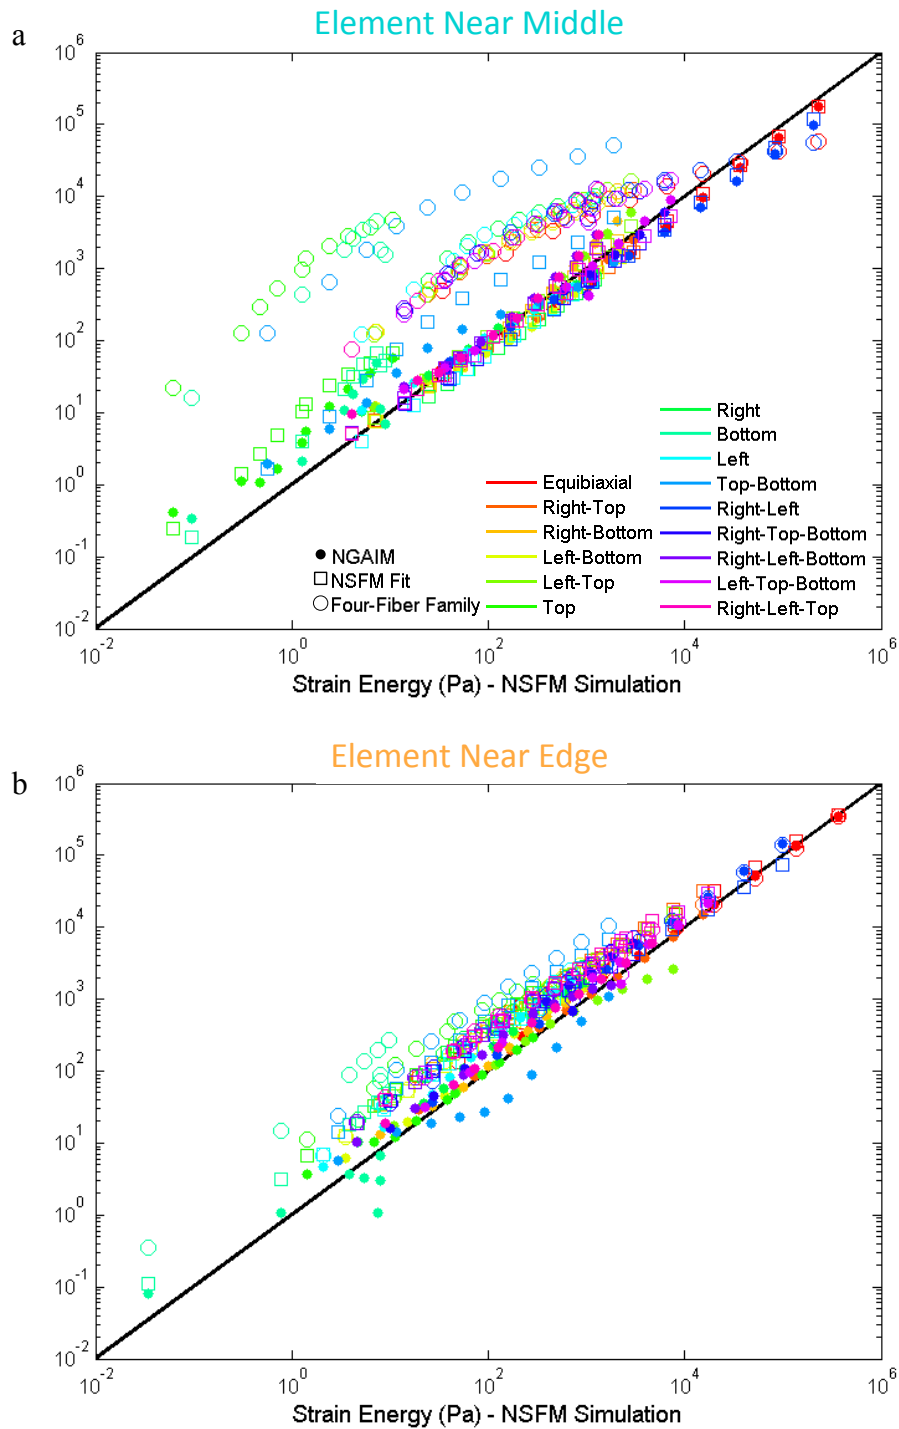 Element Near Middle
a
10^6
10^5
10^4
10^3
10^2
10^1
10^0
10^-1
10^-2
Right
Bottom
Left
Equibiaxial
Top-Bottom
Right-Top
Right-Left
Right-Bottom
Right-Top-Bottom
Left-Bottom
Right-Left-Bottom
Left-Top
Left-Top-Bottom
Top
Right-Left-Top
NGAIM
NSFM Fit
Four-Fiber Family
10^-2 10^0 10^2 10^4 10^6
Strain Energy (Pa) - NSFM Simulation
Element Near Edge
b
10^6
10^5
10^4
10^3
10^2
10^1
10^0
10^-1
10^-2
10^-2 10^0 10^2 10^4 10^6
Strain Energy (Pa) - NSFM Simulation